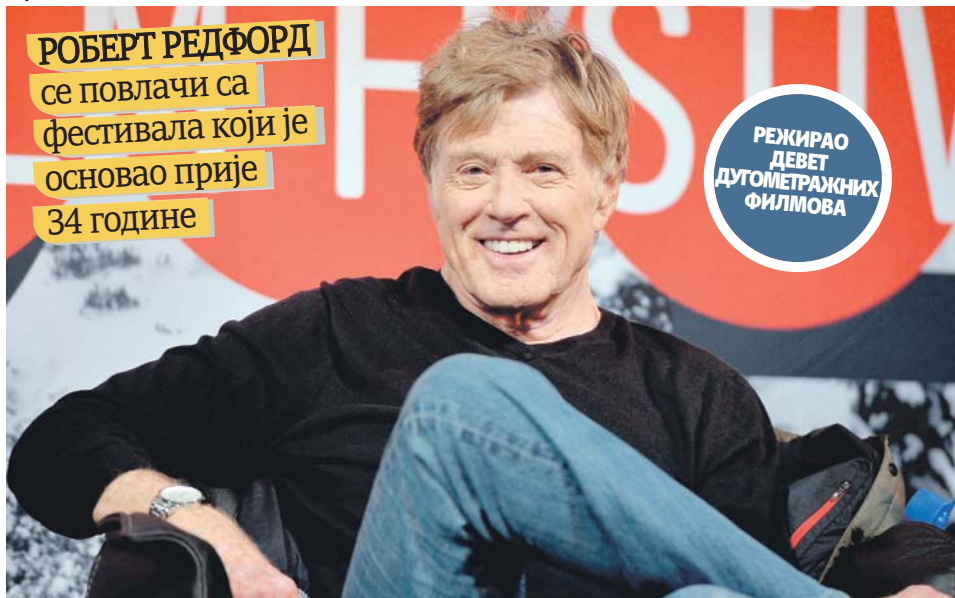 РОБЕРТ РЕДФОРД
се повлачи са
фестивала који је
основао прије
34 године
РЕЖИРАО
ДЕВЕТ
ДУГОМЕТРАЖНИХ
ФИЛМОВА